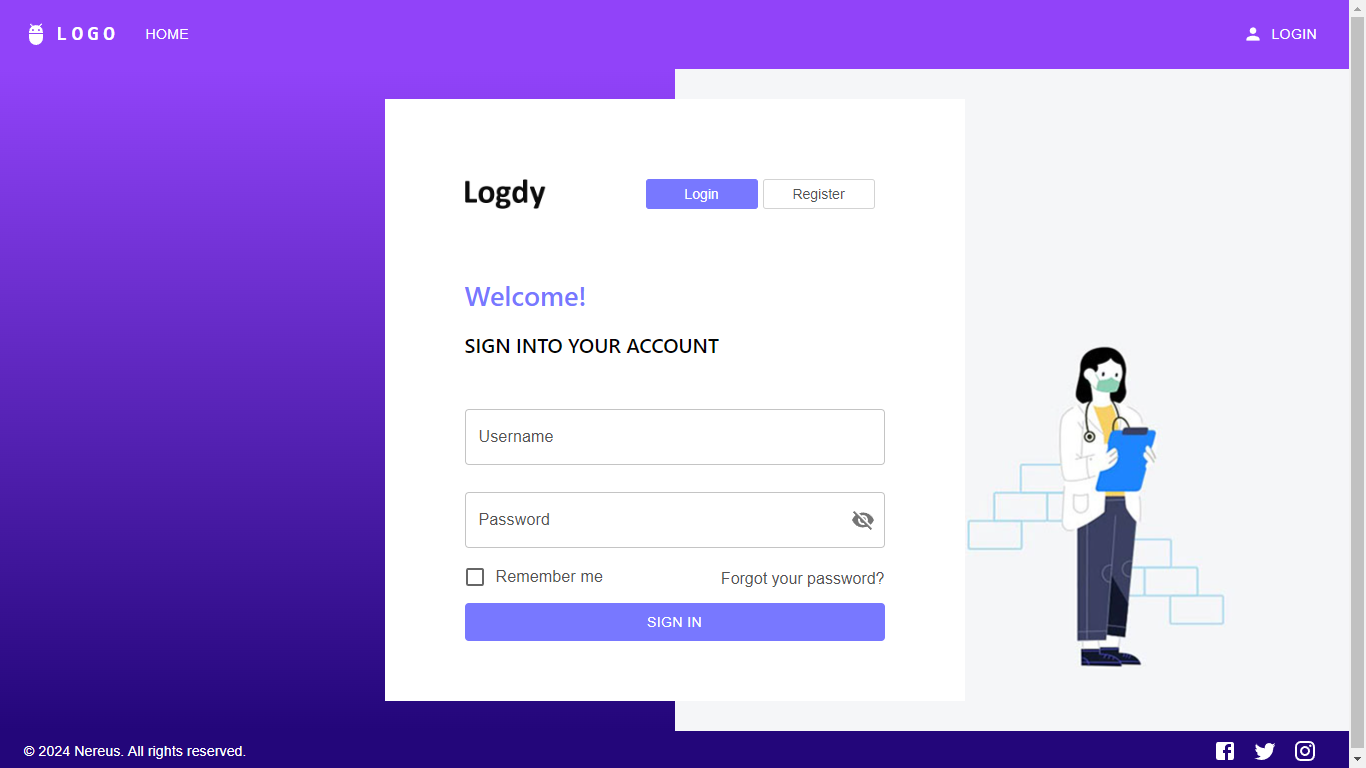 LOGO HOME LOGIN
Logdy Login Register
Welcome!
SIGN INTO YOUR ACCOUNT
Username
Password
Remember me Forgot your password?
SIGN IN
© 2024 Nereus. All rights reserved.